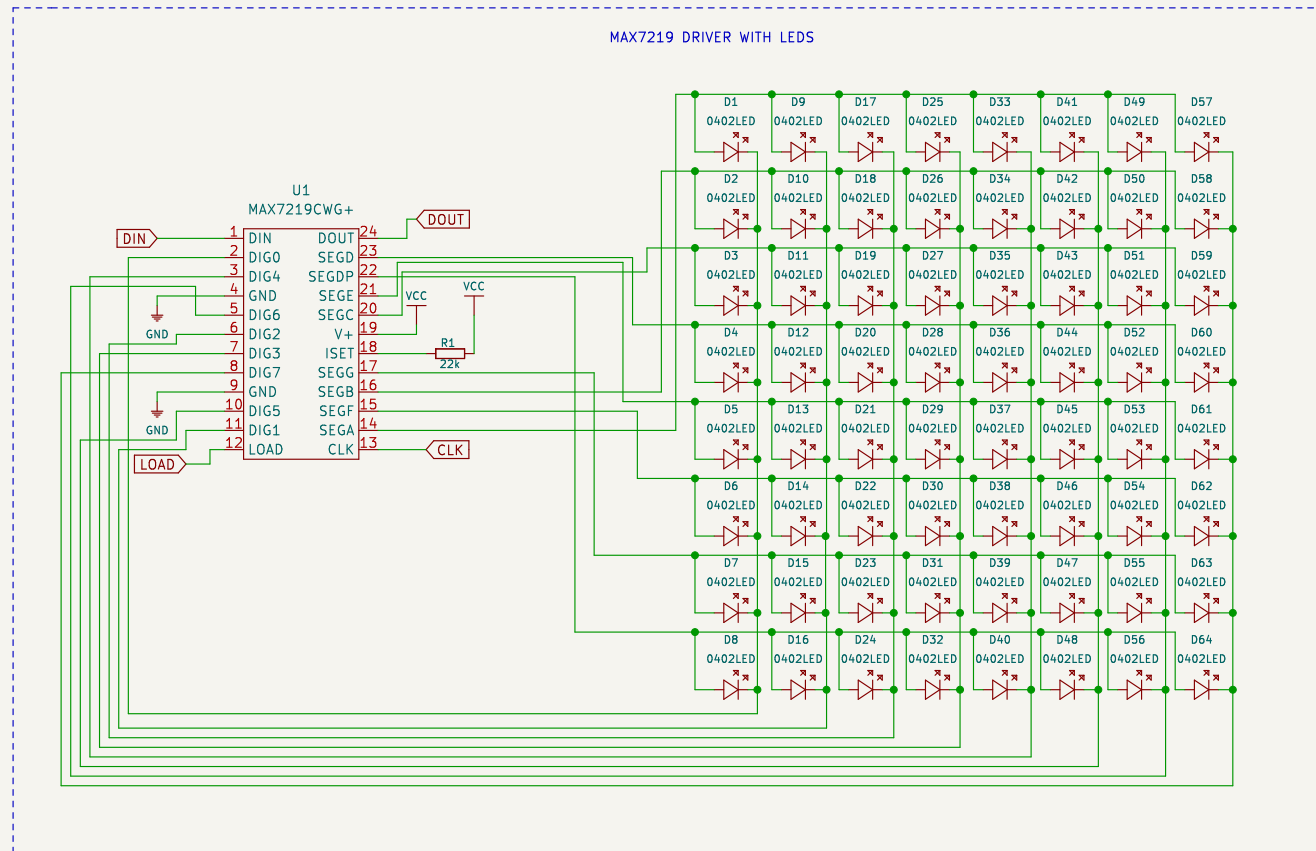 MAX7219 DRIVER WITH LEDS
U1
MAX7219CWG+
DIN 1 DIN DOUT 24 DOUT
2 DIG0 SEGD 23
3 DIG4 SEGDP 22
4 GND SEGE 21
5 DIG6 SEGC 20
6 DIG2 V+ 19
7 DIG3 ISET 18
8 DIG7 SEGG 17
9 GND SEGB 16
10 DIG5 SEGF 15
11 DIG1 SEGA 14
LOAD 12 LOAD CLK 13 CLK
GND
GND
VCC
VCC
R1
22k
D1 D9 D17 D25 D33 D41 D49 D57
0402LED 0402LED 0402LED 0402LED 0402LED 0402LED 0402LED 0402LED
D2 D10 D18 D26 D34 D42 D50 D58
0402LED 0402LED 0402LED 0402LED 0402LED 0402LED 0402LED 0402LED
D3 D11 D19 D27 D35 D43 D51 D59
0402LED 0402LED 0402LED 0402LED 0402LED 0402LED 0402LED 0402LED
D4 D12 D20 D28 D36 D44 D52 D60
0402LED 0402LED 0402LED 0402LED 0402LED 0402LED 0402LED 0402LED
D5 D13 D21 D29 D37 D45 D53 D61
0402LED 0402LED 0402LED 0402LED 0402LED 0402LED 0402LED 0402LED
D6 D14 D22 D30 D38 D46 D54 D62
0402LED 0402LED 0402LED 0402LED 0402LED 0402LED 0402LED 0402LED
D7 D15 D23 D31 D39 D47 D55 D63
0402LED 0402LED 0402LED 0402LED 0402LED 0402LED 0402LED 0402LED
D8 D16 D24 D32 D40 D48 D56 D64
0402LED 0402LED 0402LED 0402LED 0402LED 0402LED 0402LED 0402LED